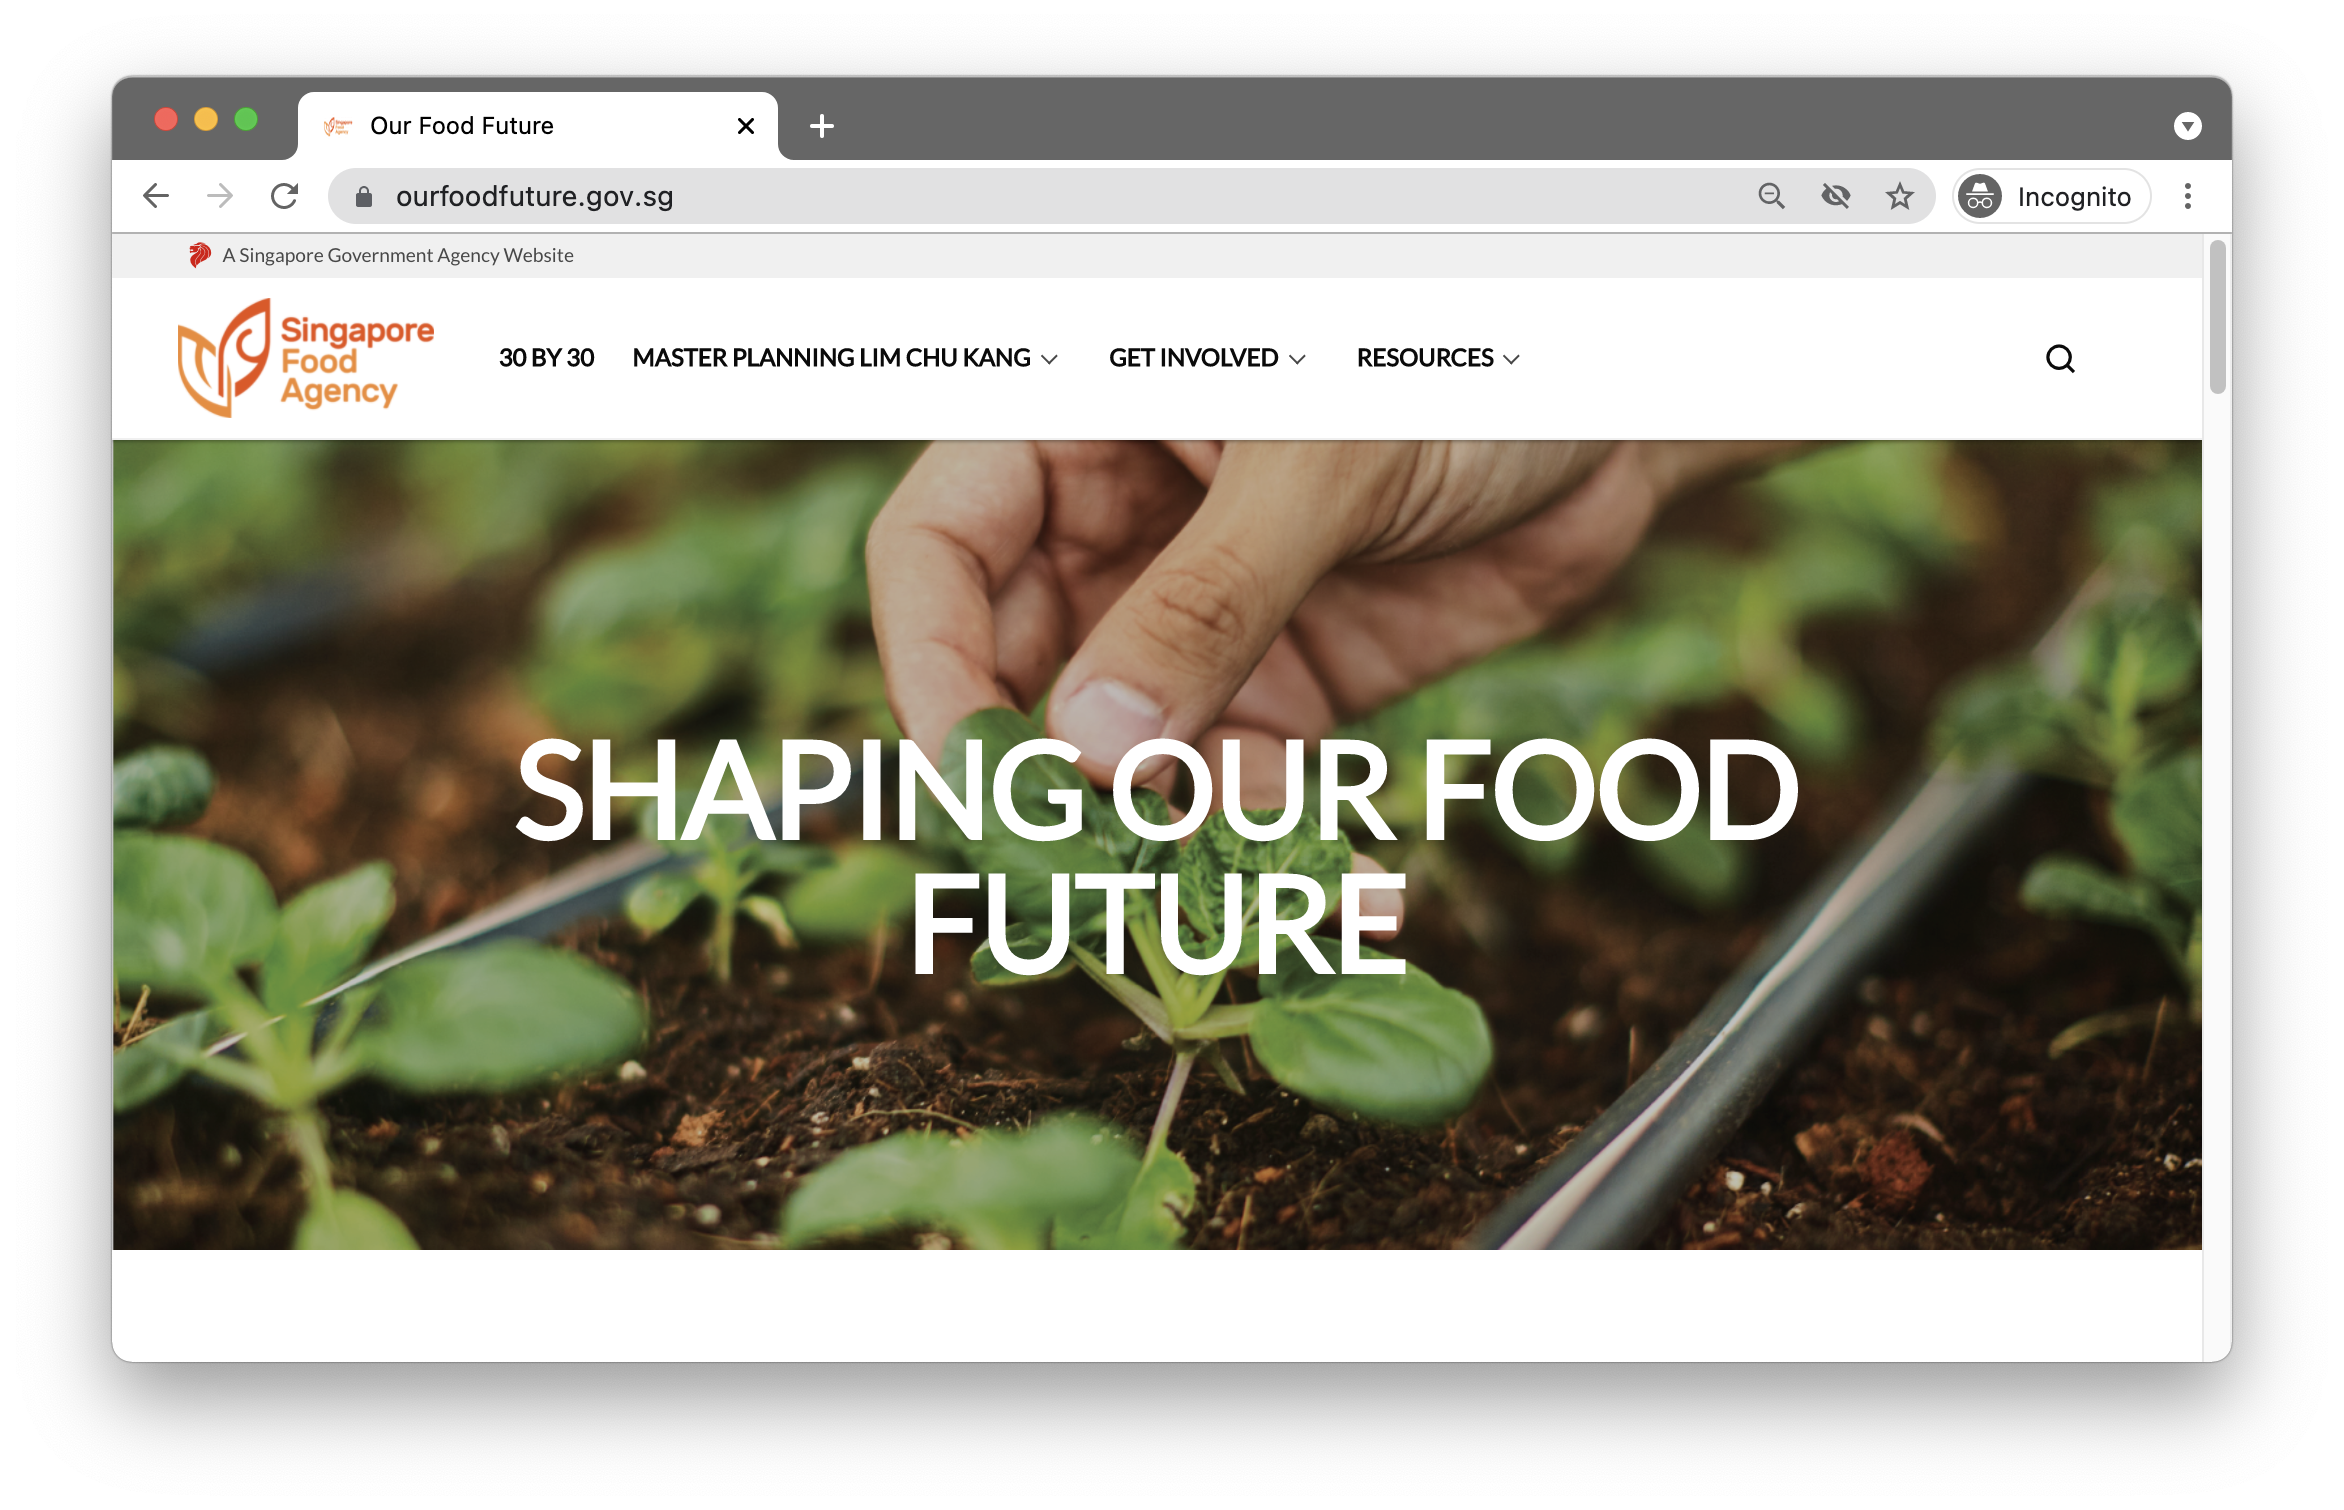 Our Food Future
ourfoodfuture.gov.sg
Incognito
A Singapore Government Agency Website
Singapore
Food
Agency
30 BY 30
MASTER PLANNING LIM CHU KANG
GET INVOLVED
RESOURCES
SHAPING OUR FOOD
FUTURE